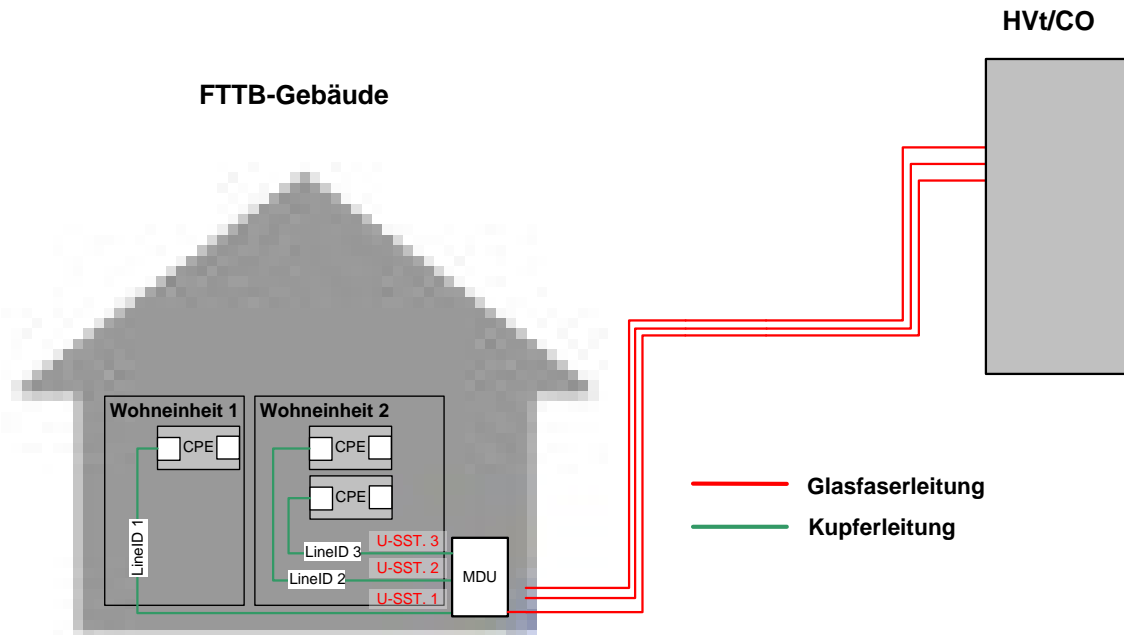 HVt/CO
FTTB-Gebäude
Wohneinheit 1
Wohneinheit 2
CPE
CPE
CPE
LineID 1
LineID 3
LineID 2
U-SST. 3
U-SST. 2
U-SST. 1
MDU
Glasfaserleitung
Kupferleitung